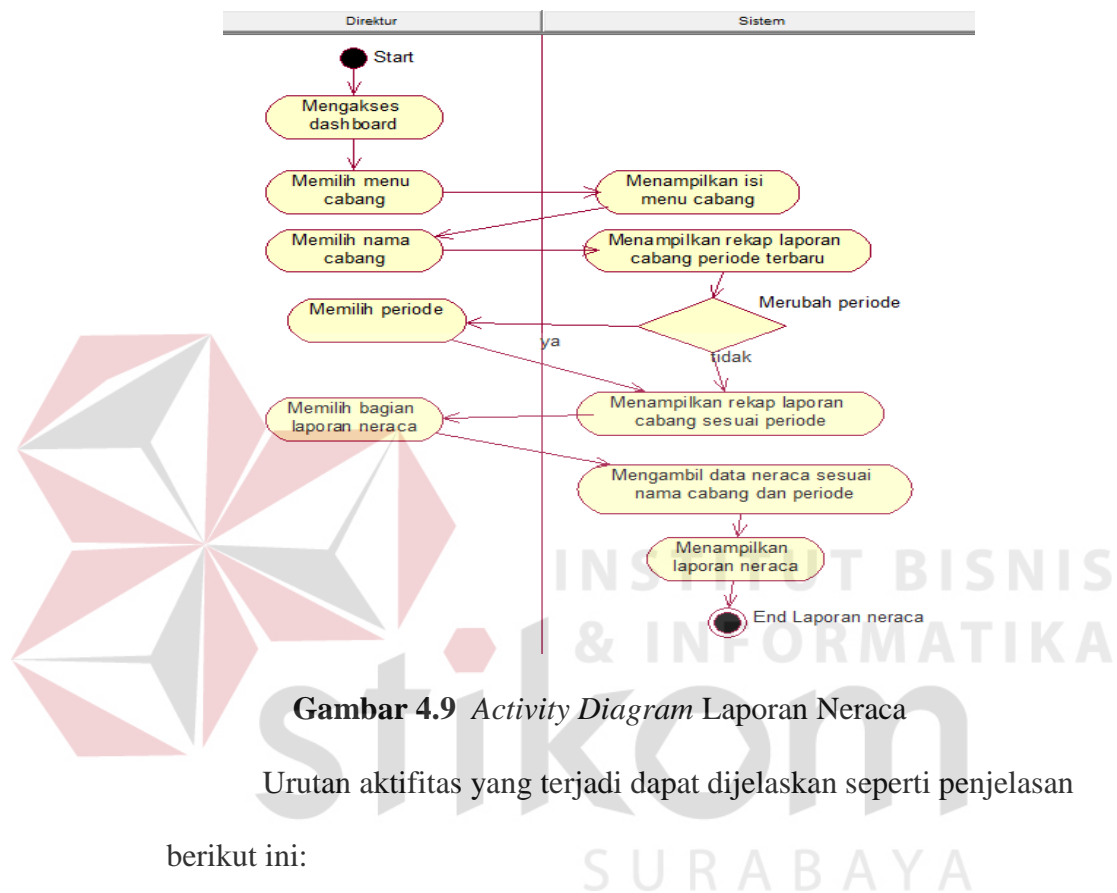 Direktur
Sistem
Start
Mengakses
dashboard
Memilih menu
cabang
Menampilkan isi
menu cabang
Memilih nama
cabang
Menampilkan rekap laporan
cabang periode terbaru
Memilih periode
Merubah periode
ya
tidak
Memilih bagian
laporan neraca
Menampilkan rekap laporan
cabang sesuai periode
Mengambil data neraca sesuai
nama cabang dan periode
Menampilkan
laporan neraca
End Laporan neraca
INSTITUT BISNIS
& INFORMATIKA
stikom
SURABAYA
Gambar 4.9 Activity Diagram Laporan Neraca
Urutan aktifitas yang terjadi dapat dijelaskan seperti penjelasan
berikut ini: